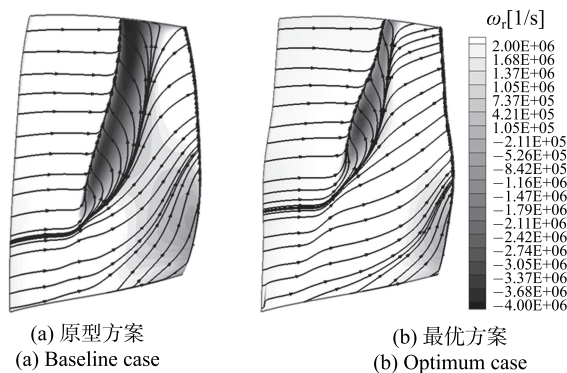 ωr[1/s]
2.00E+06
1.68E+06
1.37E+06
1.05E+06
7.37E+05
4.21E+05
1.05E+05
−2.11E+05
−5.26E+05
−8.42E+05
−1.16E+06
−1.47E+06
−1.79E+06
−2.11E+06
−2.42E+06
−2.74E+06
−3.05E+06
−3.37E+06
−3.68E+06
−4.00E+06
(a) 原型方案
(a) Baseline case
(b) 最优方案
(b) Optimum case